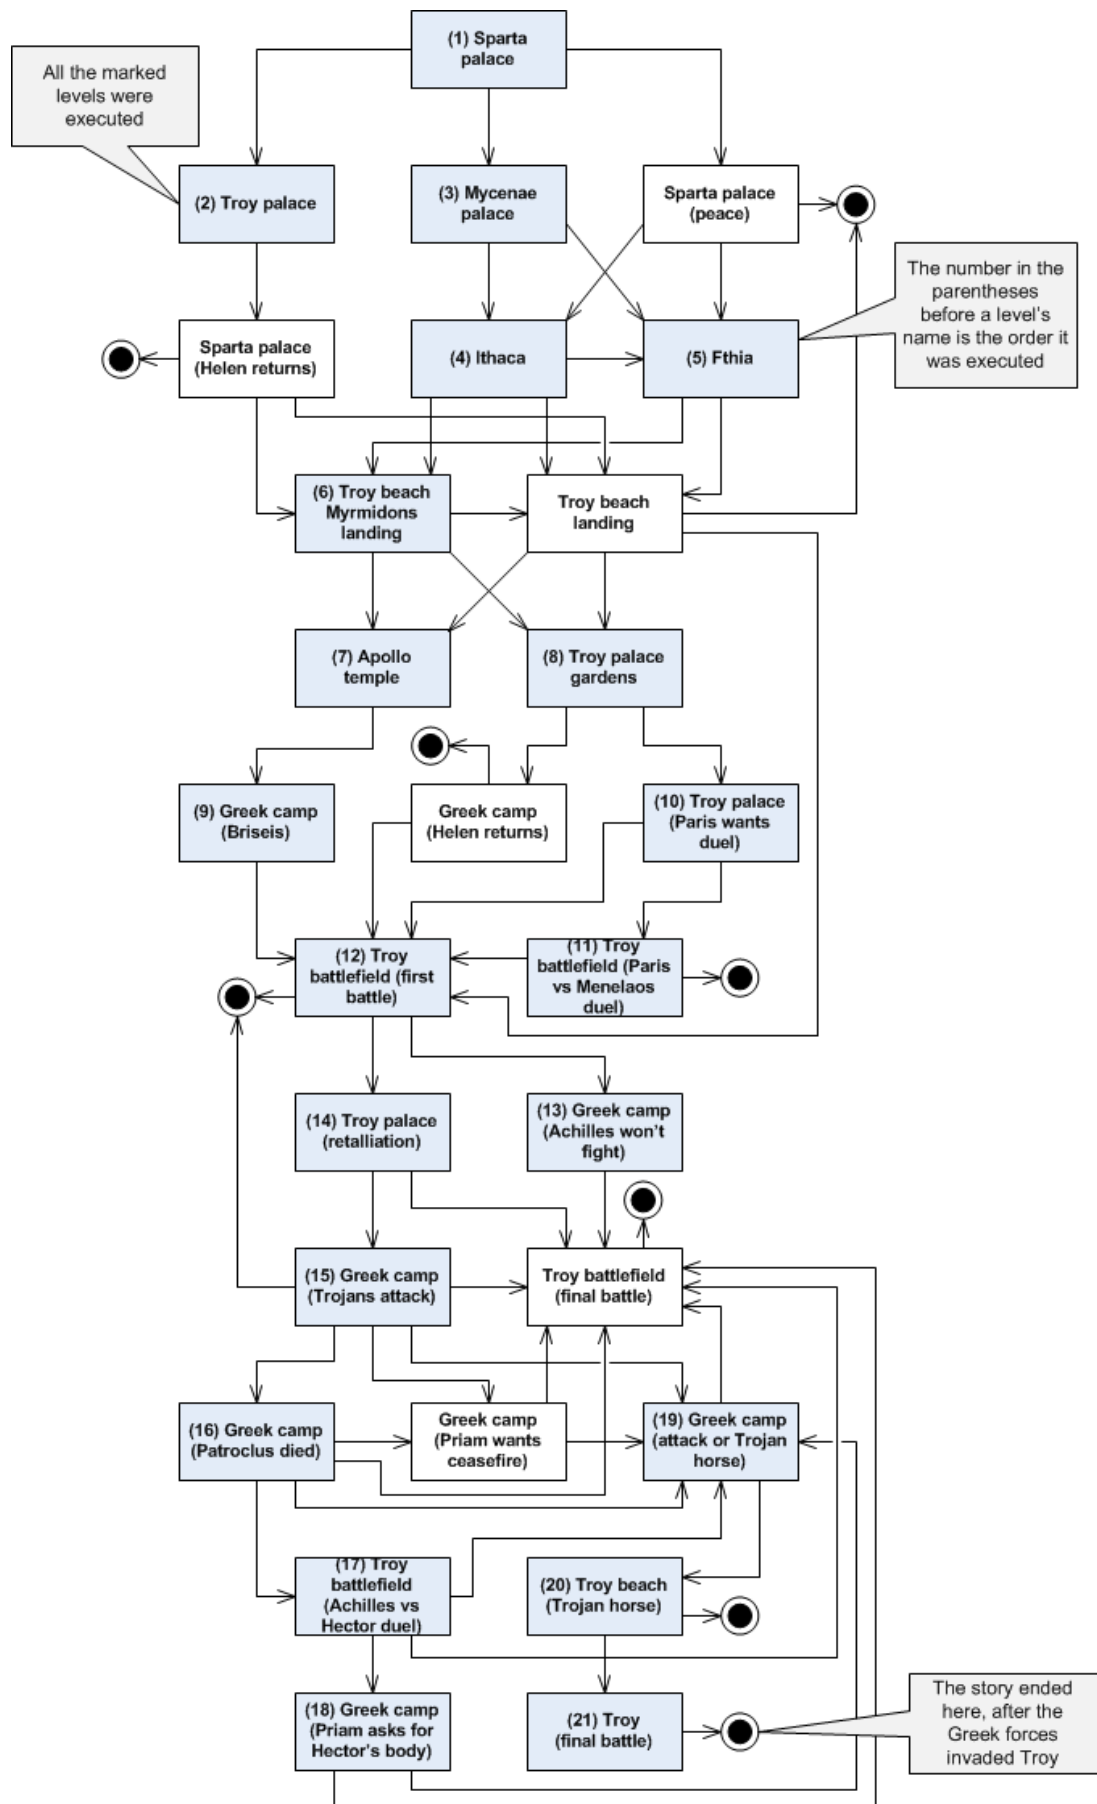 (1) Sparta
palace
All the marked
levels were
executed
(2) Troy palace
(3) Mycenae
palace
Sparta palace
(peace)
The number in the
parentheses
before a level's
name is the order it
was executed
Sparta palace
(Helen returns)
(4) Ithaca
(5) Fthia
(6) Troy beach
Myrmidons
landing
Troy beach
landing
(7) Apollo
temple
(8) Troy palace
gardens
(9) Greek camp
(Briseis)
Greek camp
(Helen returns)
(10) Troy palace
(Paris wants
duel)
(12) Troy
battlefield (first
battle)
(11) Troy
battlefield (Paris
vs Menelaos
duel)
(14) Troy palace
(retalliation)
(13) Greek camp
(Achilles won't
fight)
(15) Greek camp
(Trojans attack)
Troy battlefield
(final battle)
(16) Greek camp
(Patroclus died)
Greek camp
(Priam wants
ceasefire)
(19) Greek camp
(attack or Trojan
horse)
(17) Troy
battlefield
(Achilles vs
Hector duel)
(20) Troy beach
(Trojan horse)
(18) Greek camp
(Priam asks for
Hector's body)
(21) Troy
(final battle)
The story ended
here, after the
Greek forces
invaded Troy